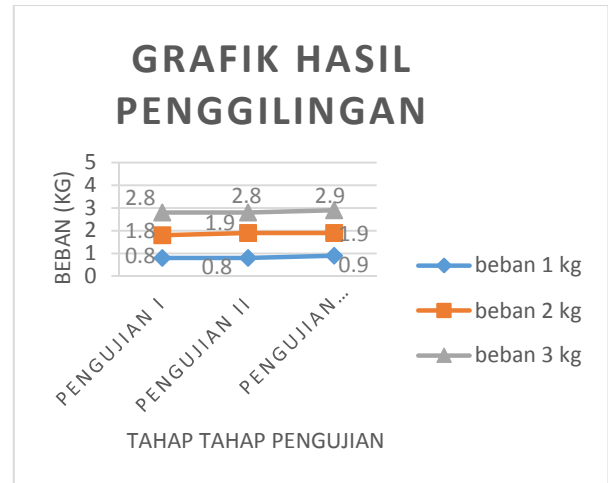 GRAFIK HASIL
PENGGILINGAN
BEBAN (KG)
5
4
3
2
1
0
2.8
2.8
2.9
1.8
1.9
1.9
0.8
0.8
0.9
PENGUJIAN I
PENGUJIAN II
PENGUJIAN...
TAHAP TAHAP PENGUJIAN
beban 1 kg
beban 2 kg
beban 3 kg